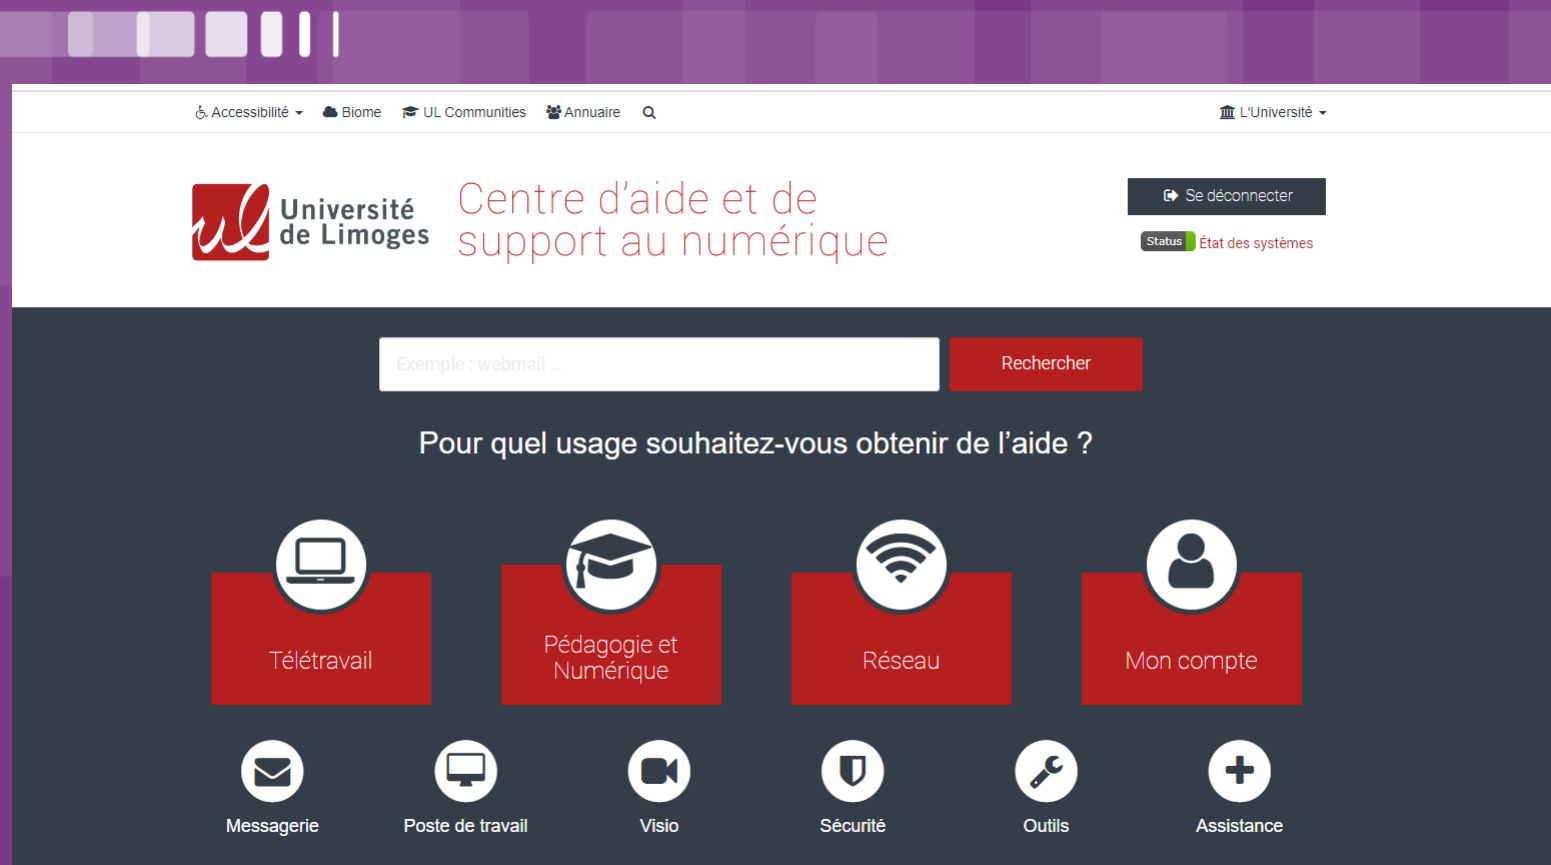 Accessibilité
Biome
UL Communities
Annuaire
L'Université
Université
de Limoges
Centre d'aide et de
support au numérique
Se déconnecter
Status
État des systèmes
Exemple : webmail ...
Rechercher
Pour quel usage souhaitez-vous obtenir de l’aide ?
Télétravail
Pédagogie et
Numérique
Réseau
Mon compte
Messagerie
Poste de travail
Visio
Sécurité
Outils
Assistance